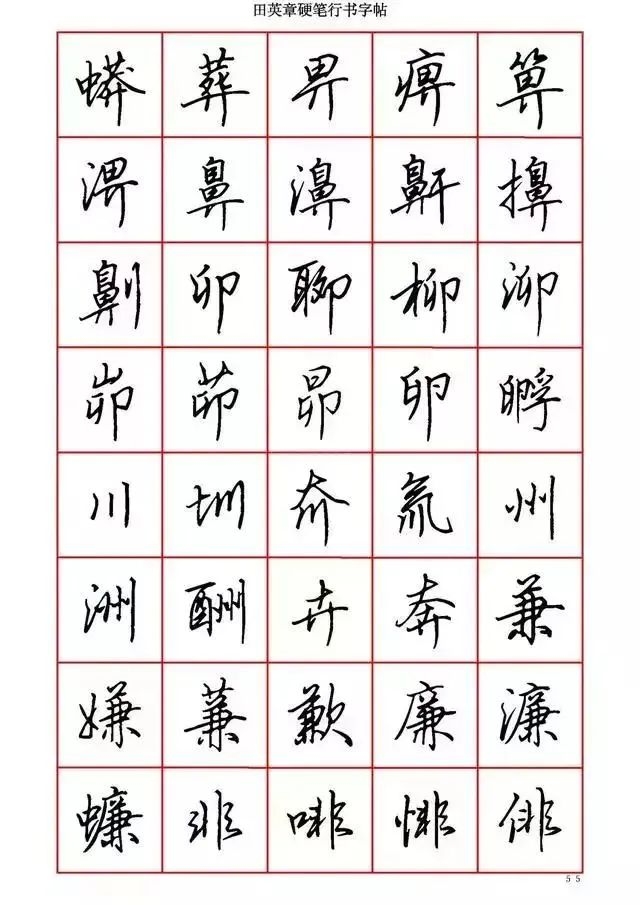 田英章硬笔行书字帖
蟒 葬 畀 痹 箅
淠 鼻 濞 鼾 擤
劓 卯 聊 柳 泖
峁 茆 昴 卵 孵
川 圳 氚 州
洲 酬 卉 奔 兼
嫌 蒹 歉 廉 濂
蠊 非 啡 悱 俳
55